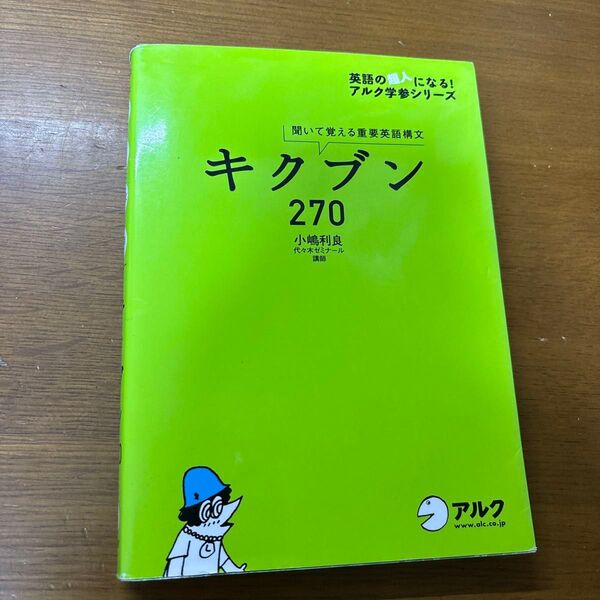 英語の超人になる!
アルク学参シリーズ
聞いて覚える重要英語構文
キクブン
270
小嶋利良
代々木ゼミナール
講師
アルク
www.alc.co.jp